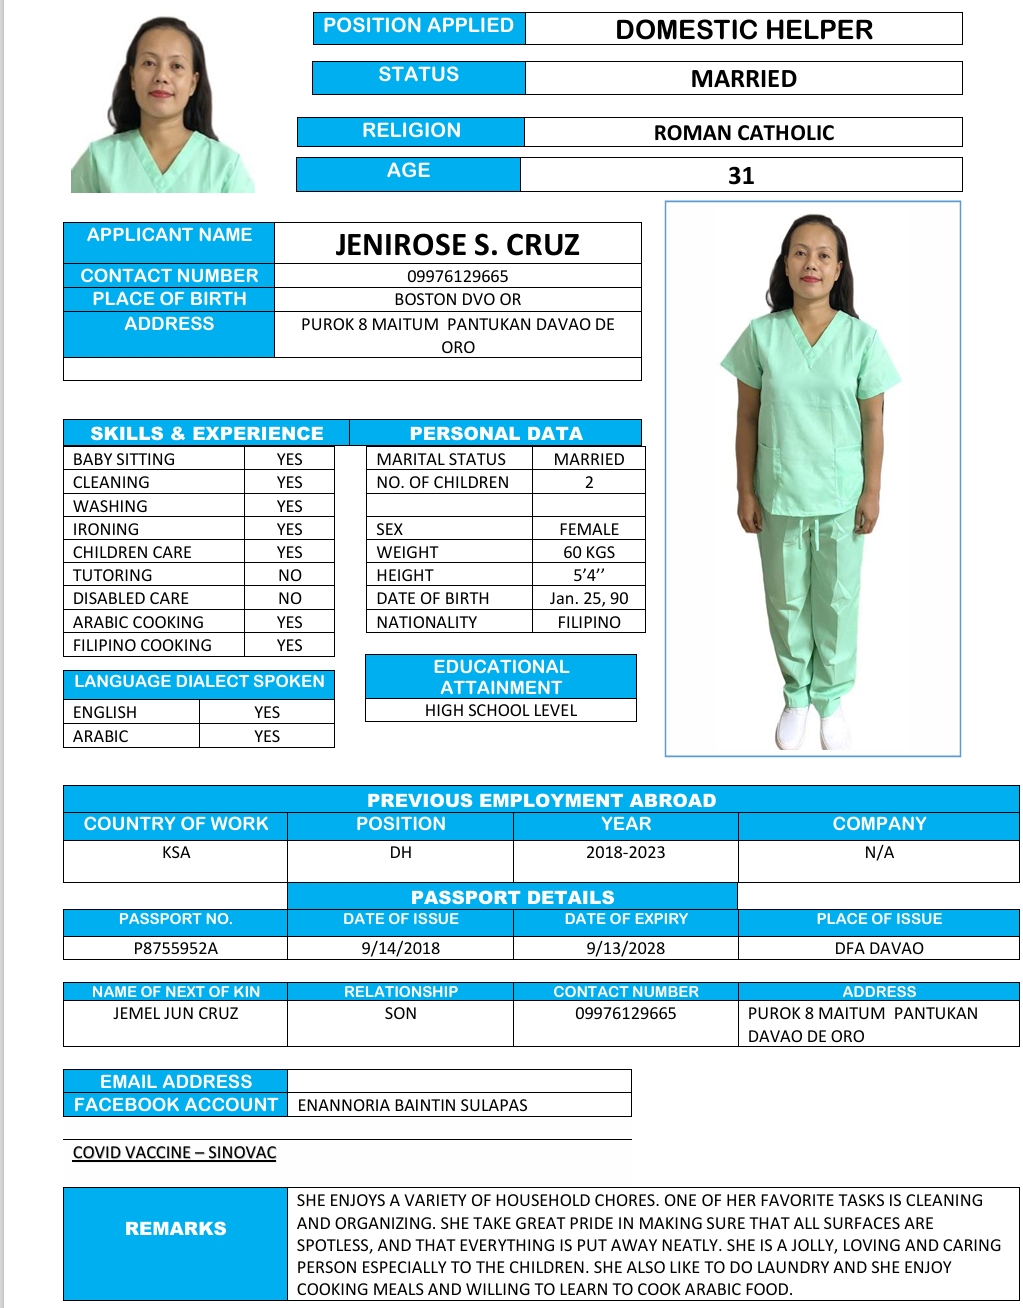 POSITION APPLIED DOMESTIC HELPER
STATUS MARRIED
RELIGION ROMAN CATHOLIC
AGE 31
APPLICANT NAME JENIROSE S. CRUZ
CONTACT NUMBER 09976129665
PLACE OF BIRTH BOSTON DVO OR
ADDRESS PUROK 8 MAITUM PANTUKAN DAVAO DE
ORO
SKILLS & EXPERIENCE
BABY SITTING YES
CLEANING YES
WASHING YES
IRONING YES
CHILDREN CARE YES
TUTORING NO
DISABLED CARE NO
ARABIC COOKING YES
FILIPINO COOKING YES
LANGUAGE DIALECT SPOKEN
ENGLISH YES
ARABIC YES
PERSONAL DATA
MARITAL STATUS MARRIED
NO. OF CHILDREN 2
SEX FEMALE
WEIGHT 60 KGS
HEIGHT 5’4’’
DATE OF BIRTH Jan. 25, 90
NATIONALITY FILIPINO
EDUCATIONAL
ATTAINMENT
HIGH SCHOOL LEVEL
PREVIOUS EMPLOYMENT ABROAD
COUNTRY OF WORK POSITION YEAR COMPANY
KSA DH 2018-2023 N/A
PASSPORT DETAILS
PASSPORT NO. DATE OF ISSUE DATE OF EXPIRY PLACE OF ISSUE
P8755952A 9/14/2018 9/13/2028 DFA DAVAO
NAME OF NEXT OF KIN RELATIONSHIP CONTACT NUMBER ADDRESS
JEMEL JUN CRUZ SON 09976129665 PUROK 8 MAITUM PANTUKAN
DAVAO DE ORO
EMAIL ADDRESS
FACEBOOK ACCOUNT ENANNORIA BAINTIN SULAPAS
COVID VACCINE – SINOVAC
REMARKS
SHE ENJOYS A VARIETY OF HOUSEHOLD CHORES. ONE OF HER FAVORITE TASKS IS CLEANING
AND ORGANIZING. SHE TAKE GREAT PRIDE IN MAKING SURE THAT ALL SURFACES ARE
SPOTLESS, AND THAT EVERYTHING IS PUT AWAY NEATLY. SHE IS A JOLLY, LOVING AND CARING
PERSON ESPECIALLY TO THE CHILDREN. SHE ALSO LIKE TO DO LAUNDRY AND SHE ENJOY
COOKING MEALS AND WILLING TO LEARN TO COOK ARABIC FOOD.